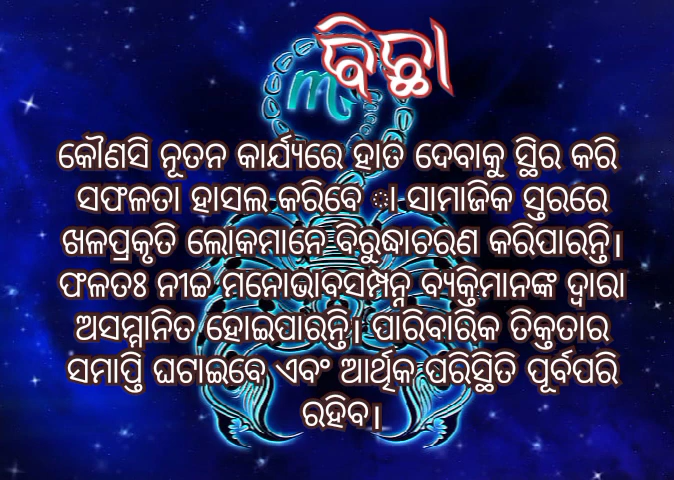 ବିଛା
କୌଣସି ନୂତନ କାର୍ଯ୍ୟରେ ହାତ ଦେବାକୁ ସ୍ଥିର କରି
ସଫଳତା ହାସଲ କରିବେ ା ସାମାଜିକ ସ୍ତରରେ
ଖଳପ୍ରକୃତି ଲୋକମାନେ ବିରୁଦ୍ଧାଚରଣ କରିପାରନ୍ତି।
ଫଳତଃ ନୀଚ୍ଚ ମନୋଭାବସମ୍ପନ୍ନ ବ୍ୟକ୍ତିମାନଙ୍କ ଦ୍ୱାରା
ଅସମ୍ମାନିତ ହୋଇପାରନ୍ତି। ପାରିବାରିକ ତିକ୍ତତାର
ସମାପ୍ତି ଘଟାଇବେ ଏବଂ ଆର୍ଥିକ ପରିସ୍ଥିତି ପୂର୍ବପରି
ରହିବ।